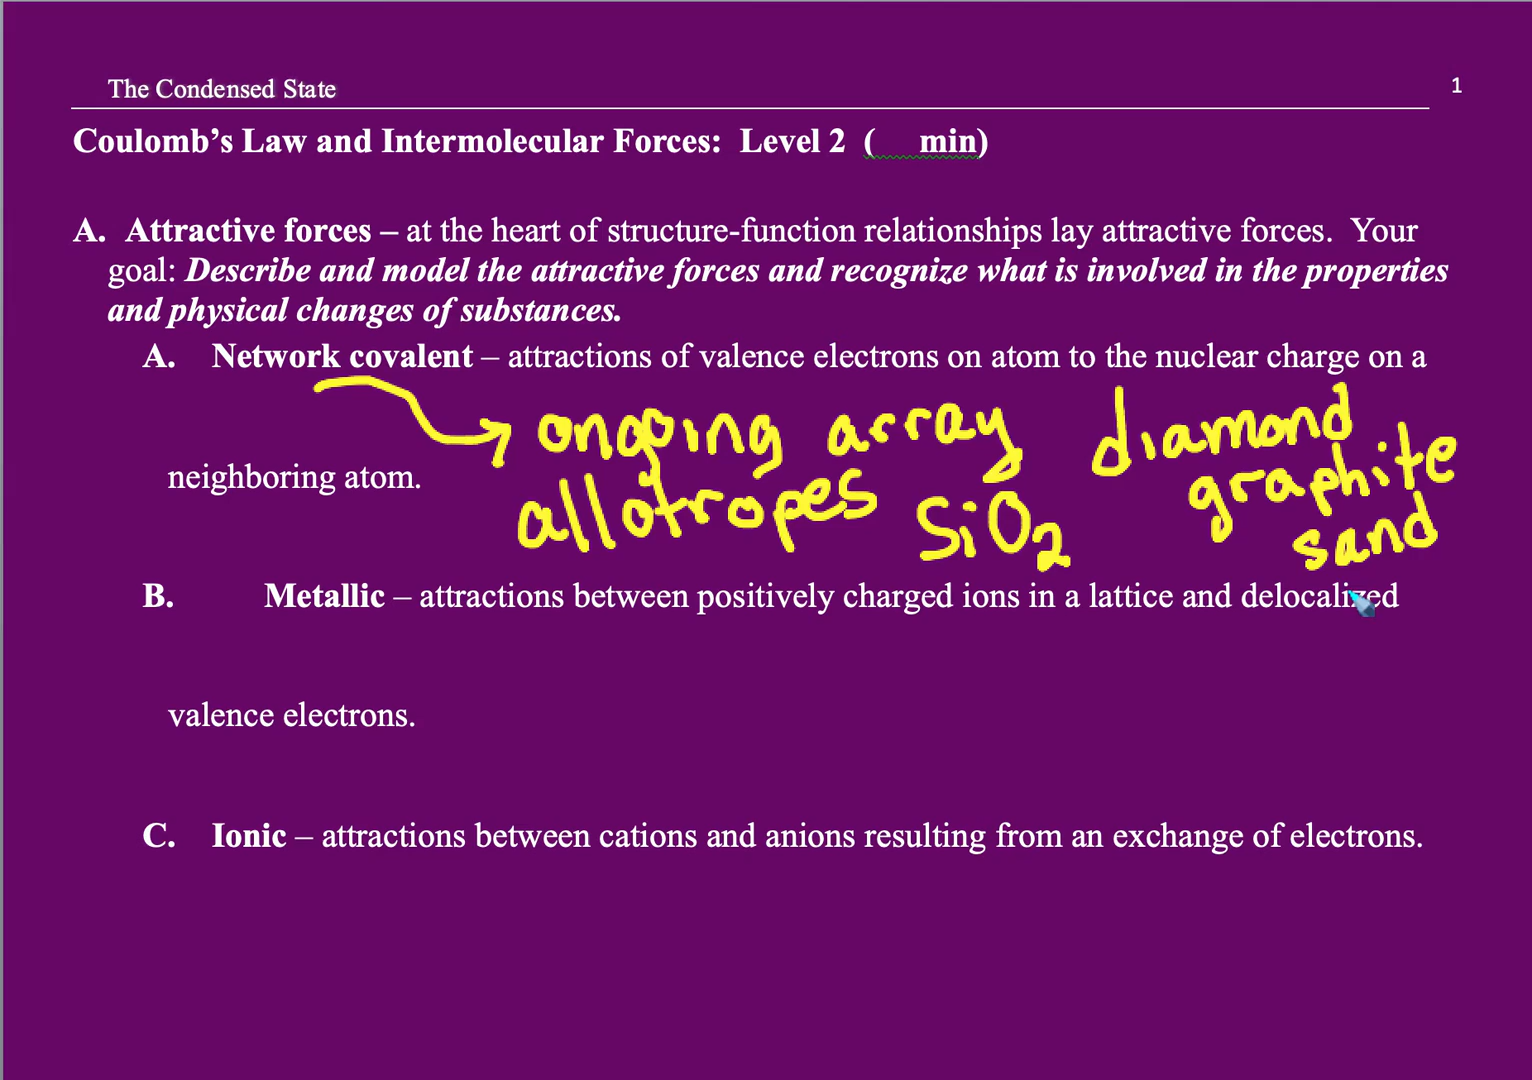 The Condensed State 1
Coulomb’s Law and Intermolecular Forces: Level 2 ( min)
A. Attractive forces – at the heart of structure-function relationships lay attractive forces. Your
goal: Describe and model the attractive forces and recognize what is involved in the properties
and physical changes of substances.
A. Network covalent – attractions of valence electrons on atom to the nuclear charge on a
ongoing array diamond
neighboring atom.
allotropes SiO2 graphite
sand
B. Metallic – attractions between positively charged ions in a lattice and delocalized
valence electrons.
C. Ionic – attractions between cations and anions resulting from an exchange of electrons.